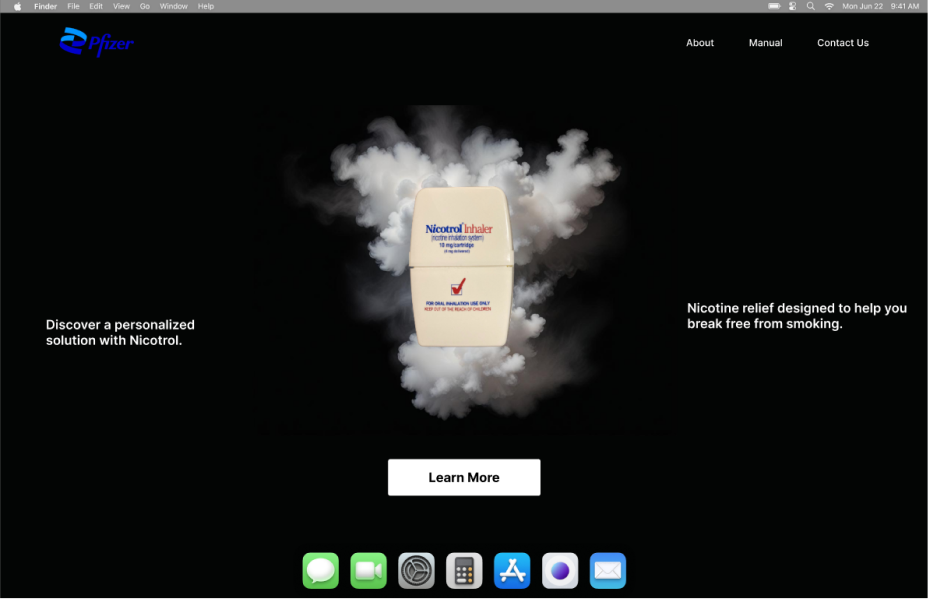 Finder File Edit View Go Window Help
Mon Jun 22 9:41 AM
Pfizer
About Manual Contact Us
Nicotrol Inhaler
(nicotine inhalation system)
10 mg/cartridge
(4 mg delivered)
FOR ORAL INHALATION USE ONLY
KEEP OUT OF THE REACH OF CHILDREN
Discover a personalized
solution with Nicotrol.
Nicotine relief designed to help you
break free from smoking.
Learn More